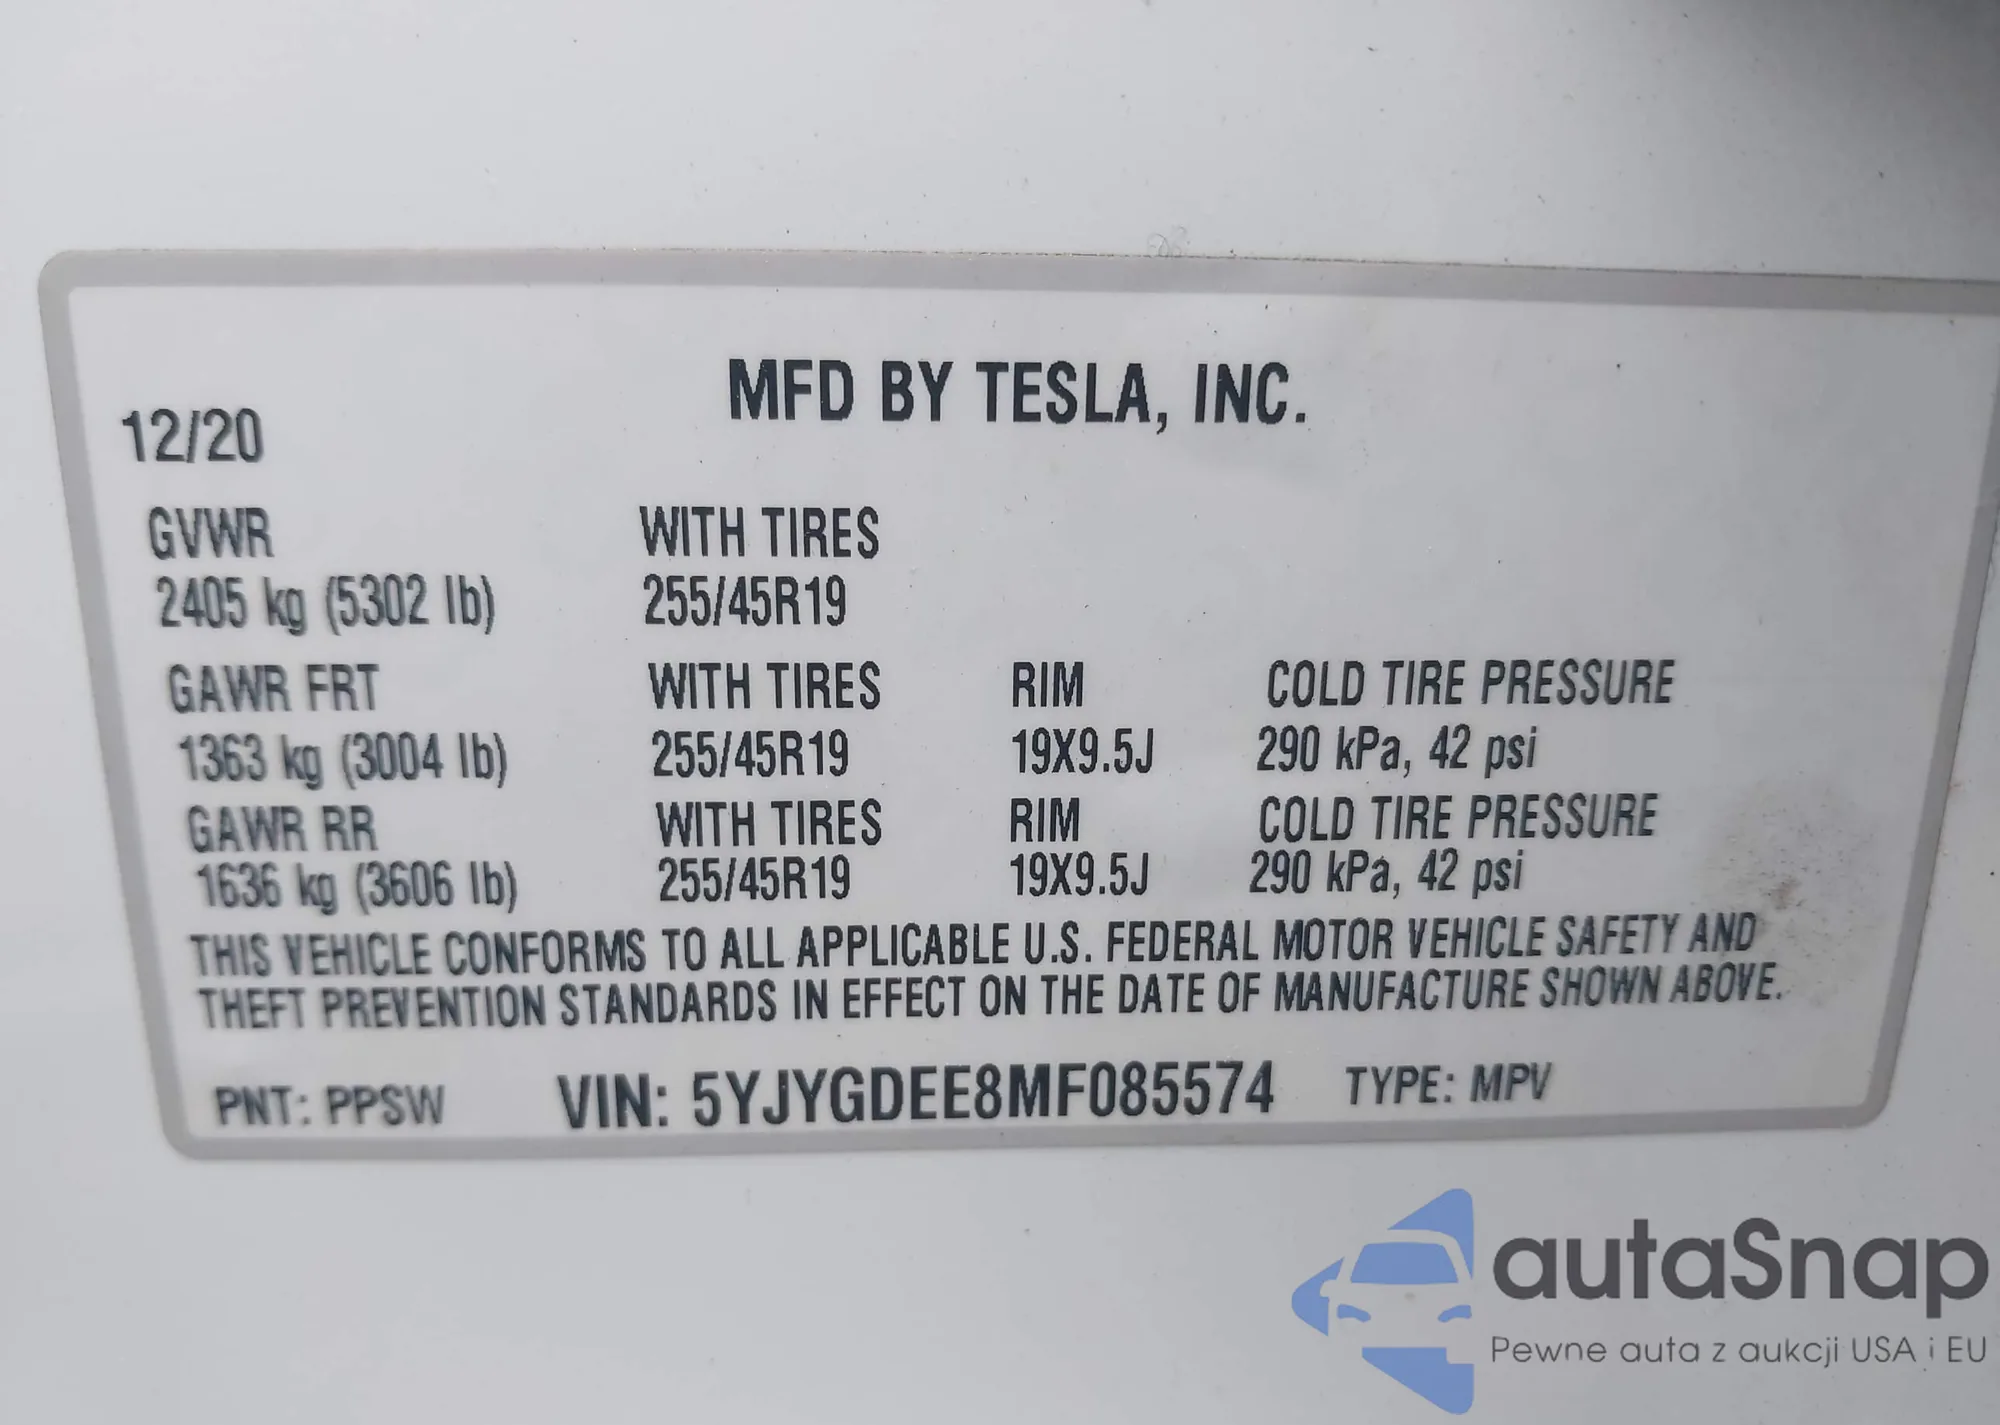 MFD BY TESLA, INC.
12/20
GVWR WITH TIRES
2405 kg (5302 lb) 255/45R19
GAWR FRT WITH TIRES RIM COLD TIRE PRESSURE
1363 kg (3004 lb) 255/45R19 19X9.5J 290 kPa, 42 psi
GAWR RR WITH TIRES RIM COLD TIRE PRESSURE
1636 kg (3606 lb) 255/45R19 19X9.5J 290 kPa, 42 psi
THIS VEHICLE CONFORMS TO ALL APPLICABLE U.S. FEDERAL MOTOR VEHICLE SAFETY AND
THEFT PREVENTION STANDARDS IN EFFECT ON THE DATE OF MANUFACTURE SHOWN ABOVE.
PNT: PPSW VIN: 5YJYGDEE8MF085574 TYPE: MPV
autaSnap
Pewne auta z aukcji USA i EU